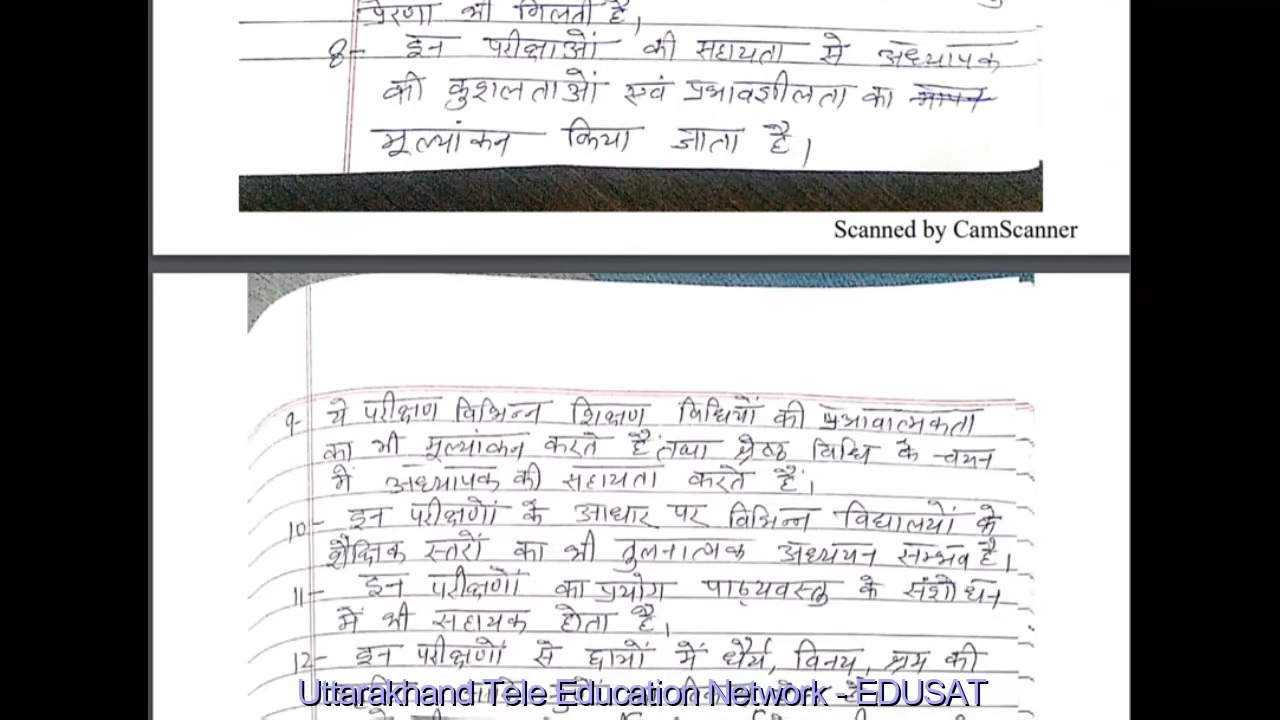 प्रेरणा भी मिलती है,
8- इन परीक्षाओं की सहायता से अध्यापक
की कुशलताओं एवं प्रभावशीलता का मापन
मूल्यांकन किया जाता है।
Scanned by CamScanner
9- ये परीक्षण विभिन्न शिक्षण विधियों की प्रभावात्मकता
का भी मूल्यांकन करते हैं तथा श्रेष्ठ विधि के चयन
में अध्यापक की सहायता करते हैं।
10- इन परीक्षणों के आधार पर विभिन्न विद्यालयों के
शैक्षिक स्तरों का भी तुलनात्मक अध्ययन सम्भव है।
11- इन परीक्षणों का प्रयोग पाठ्यवस्तु के संशोधन
में भी सहायक होता है,
12- इन परीक्षणों से छात्रों में धैर्य, विनय, श्रम की
Uttarakhand Tele Education Network - EDUSAT